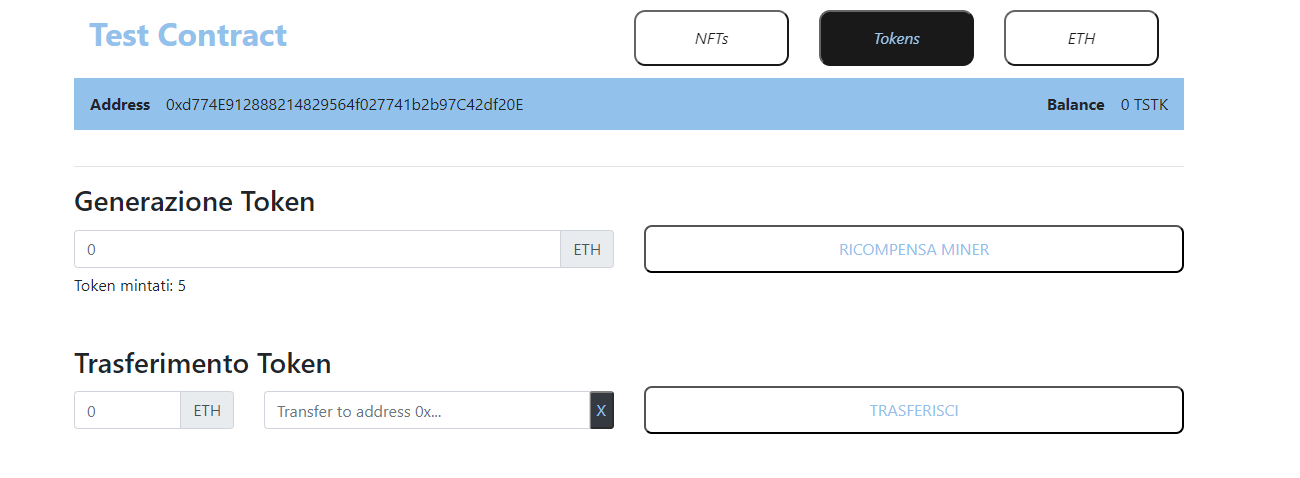 Test Contract
NFTs
Tokens
ETH
Address 0xd774E912888214829564f027741b2b97C42df20E
Balance 0 TSTK
Generazione Token
0 ETH
RICOMPENSA MINER
Token mintati: 5
Trasferimento Token
0 ETH
Transfer to address 0x... X
TRASFERISCI